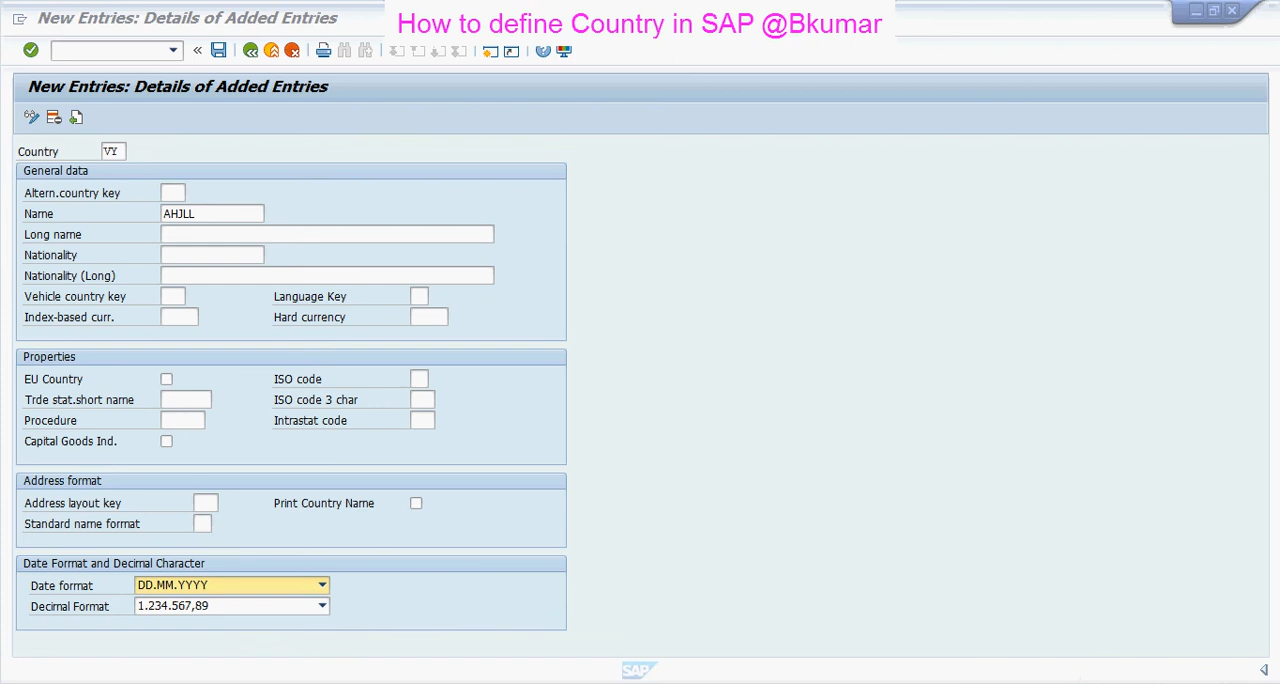 New Entries: Details of Added Entries
How to define Country in SAP @Bkumar
New Entries: Details of Added Entries
Country VY
General data
Altern.country key
Name AHJLL
Long name
Nationality
Nationality (Long)
Vehicle country key Language Key
Index-based curr. Hard currency
Properties
EU Country ISO code
Trde stat.short name ISO code 3 char
Procedure Intrastat code
Capital Goods Ind.
Address format
Address layout key Print Country Name
Standard name format
Date Format and Decimal Character
Date format DD.MM.YYYY
Decimal Format 1.234.567,89
SAP